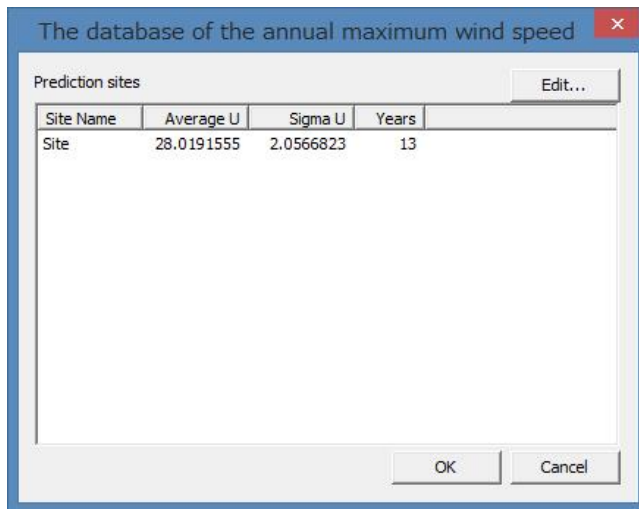 The database of the annual maximum wind speed
Prediction sites
Edit...
Site Name Average U Sigma U Years
Site 28.0191555 2.0566823 13
OK Cancel